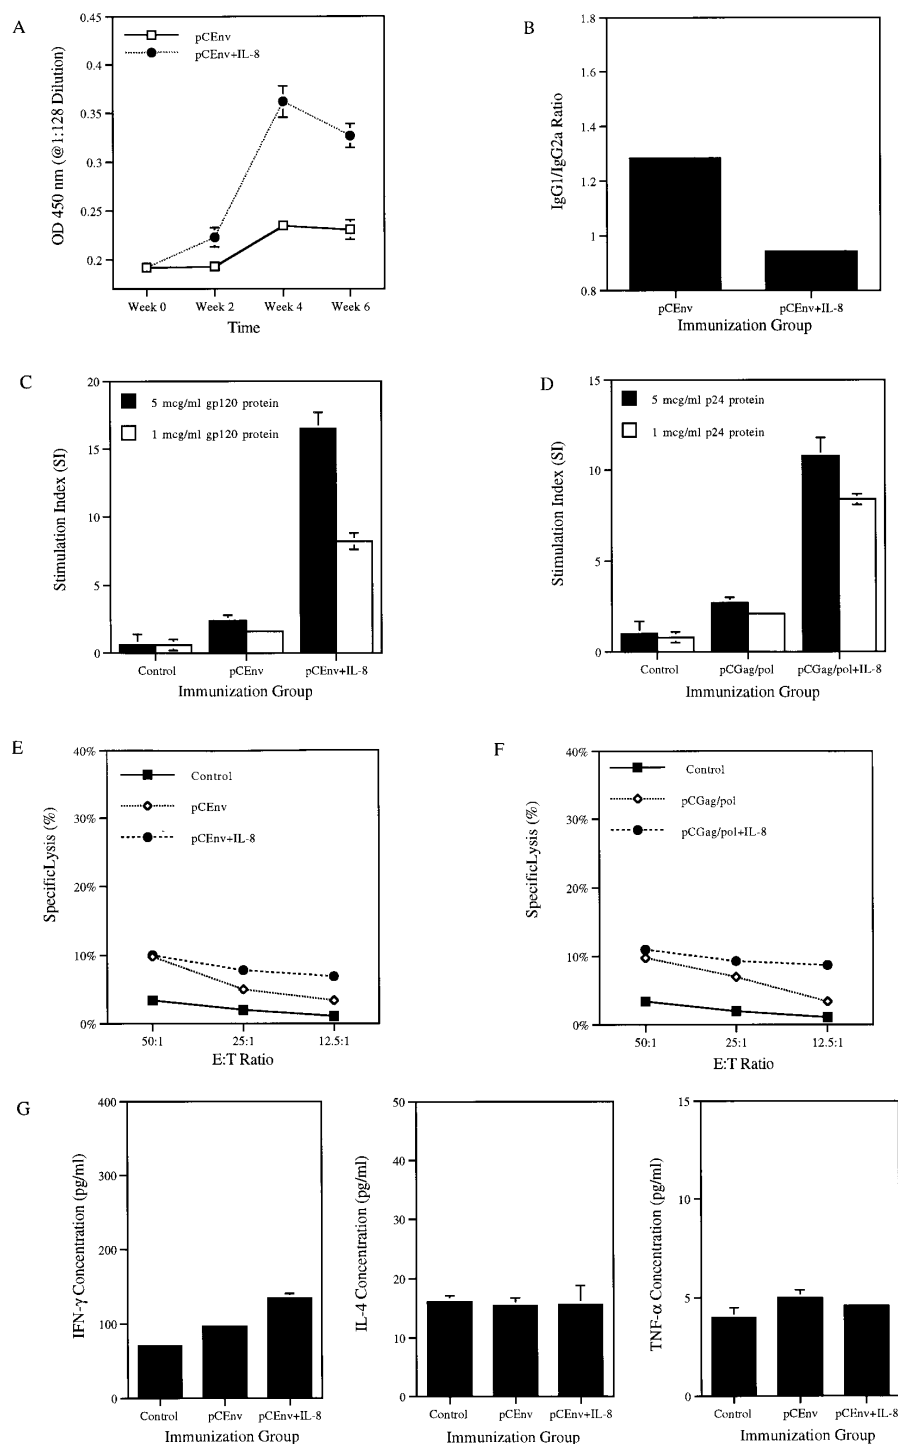 A
OD 450 nm (@1:128 Dilution)
0.45
0.4
0.35
0.3
0.25
0.2
pCEnv
pCEnv+IL-8
Week 0
Week 2
Week 4
Week 6
Time
B
IgG1/IgG2a Ratio
1.8
1.6
1.4
1.2
1
0.8
pCEnv
pCEnv+IL-8
Immunization Group
C
Stimulation Index (SI)
20
15
10
5
0
5 mcg/ml gp120 protein
1 mcg/ml gp120 protein
Control
pCEnv
pCEnv+IL-8
Immunization Group
D
Stimulation Index (SI)
15
10
5
0
5 mcg/ml p24 protein
1 mcg/ml p24 protein
Control
pCGag/pol
pCGag/pol+IL-8
Immunization Group
E
SpecificLysis (%)
40%
30%
20%
10%
0%
Control
pCEnv
pCEnv+IL-8
50:1
25:1
12.5:1
E:T Ratio
F
SpecificLysis (%)
40%
30%
20%
10%
0%
Control
pCGag/pol
pCGag/pol+IL-8
50:1
25:1
12.5:1
E:T Ratio
G
IFN-γ Concentration (pg/ml)
400
300
200
100
0
Control
pCEnv
pCEnv+IL-8
Immunization Group
IL-4 Concentration (pg/ml)
50
40
30
20
10
0
Control
pCEnv
pCEnv+IL-8
Immunization Group
TNF-α Concentration (pg/ml)
15
10
5
0
Control
pCEnv
pCEnv+IL-8
Immunization Group